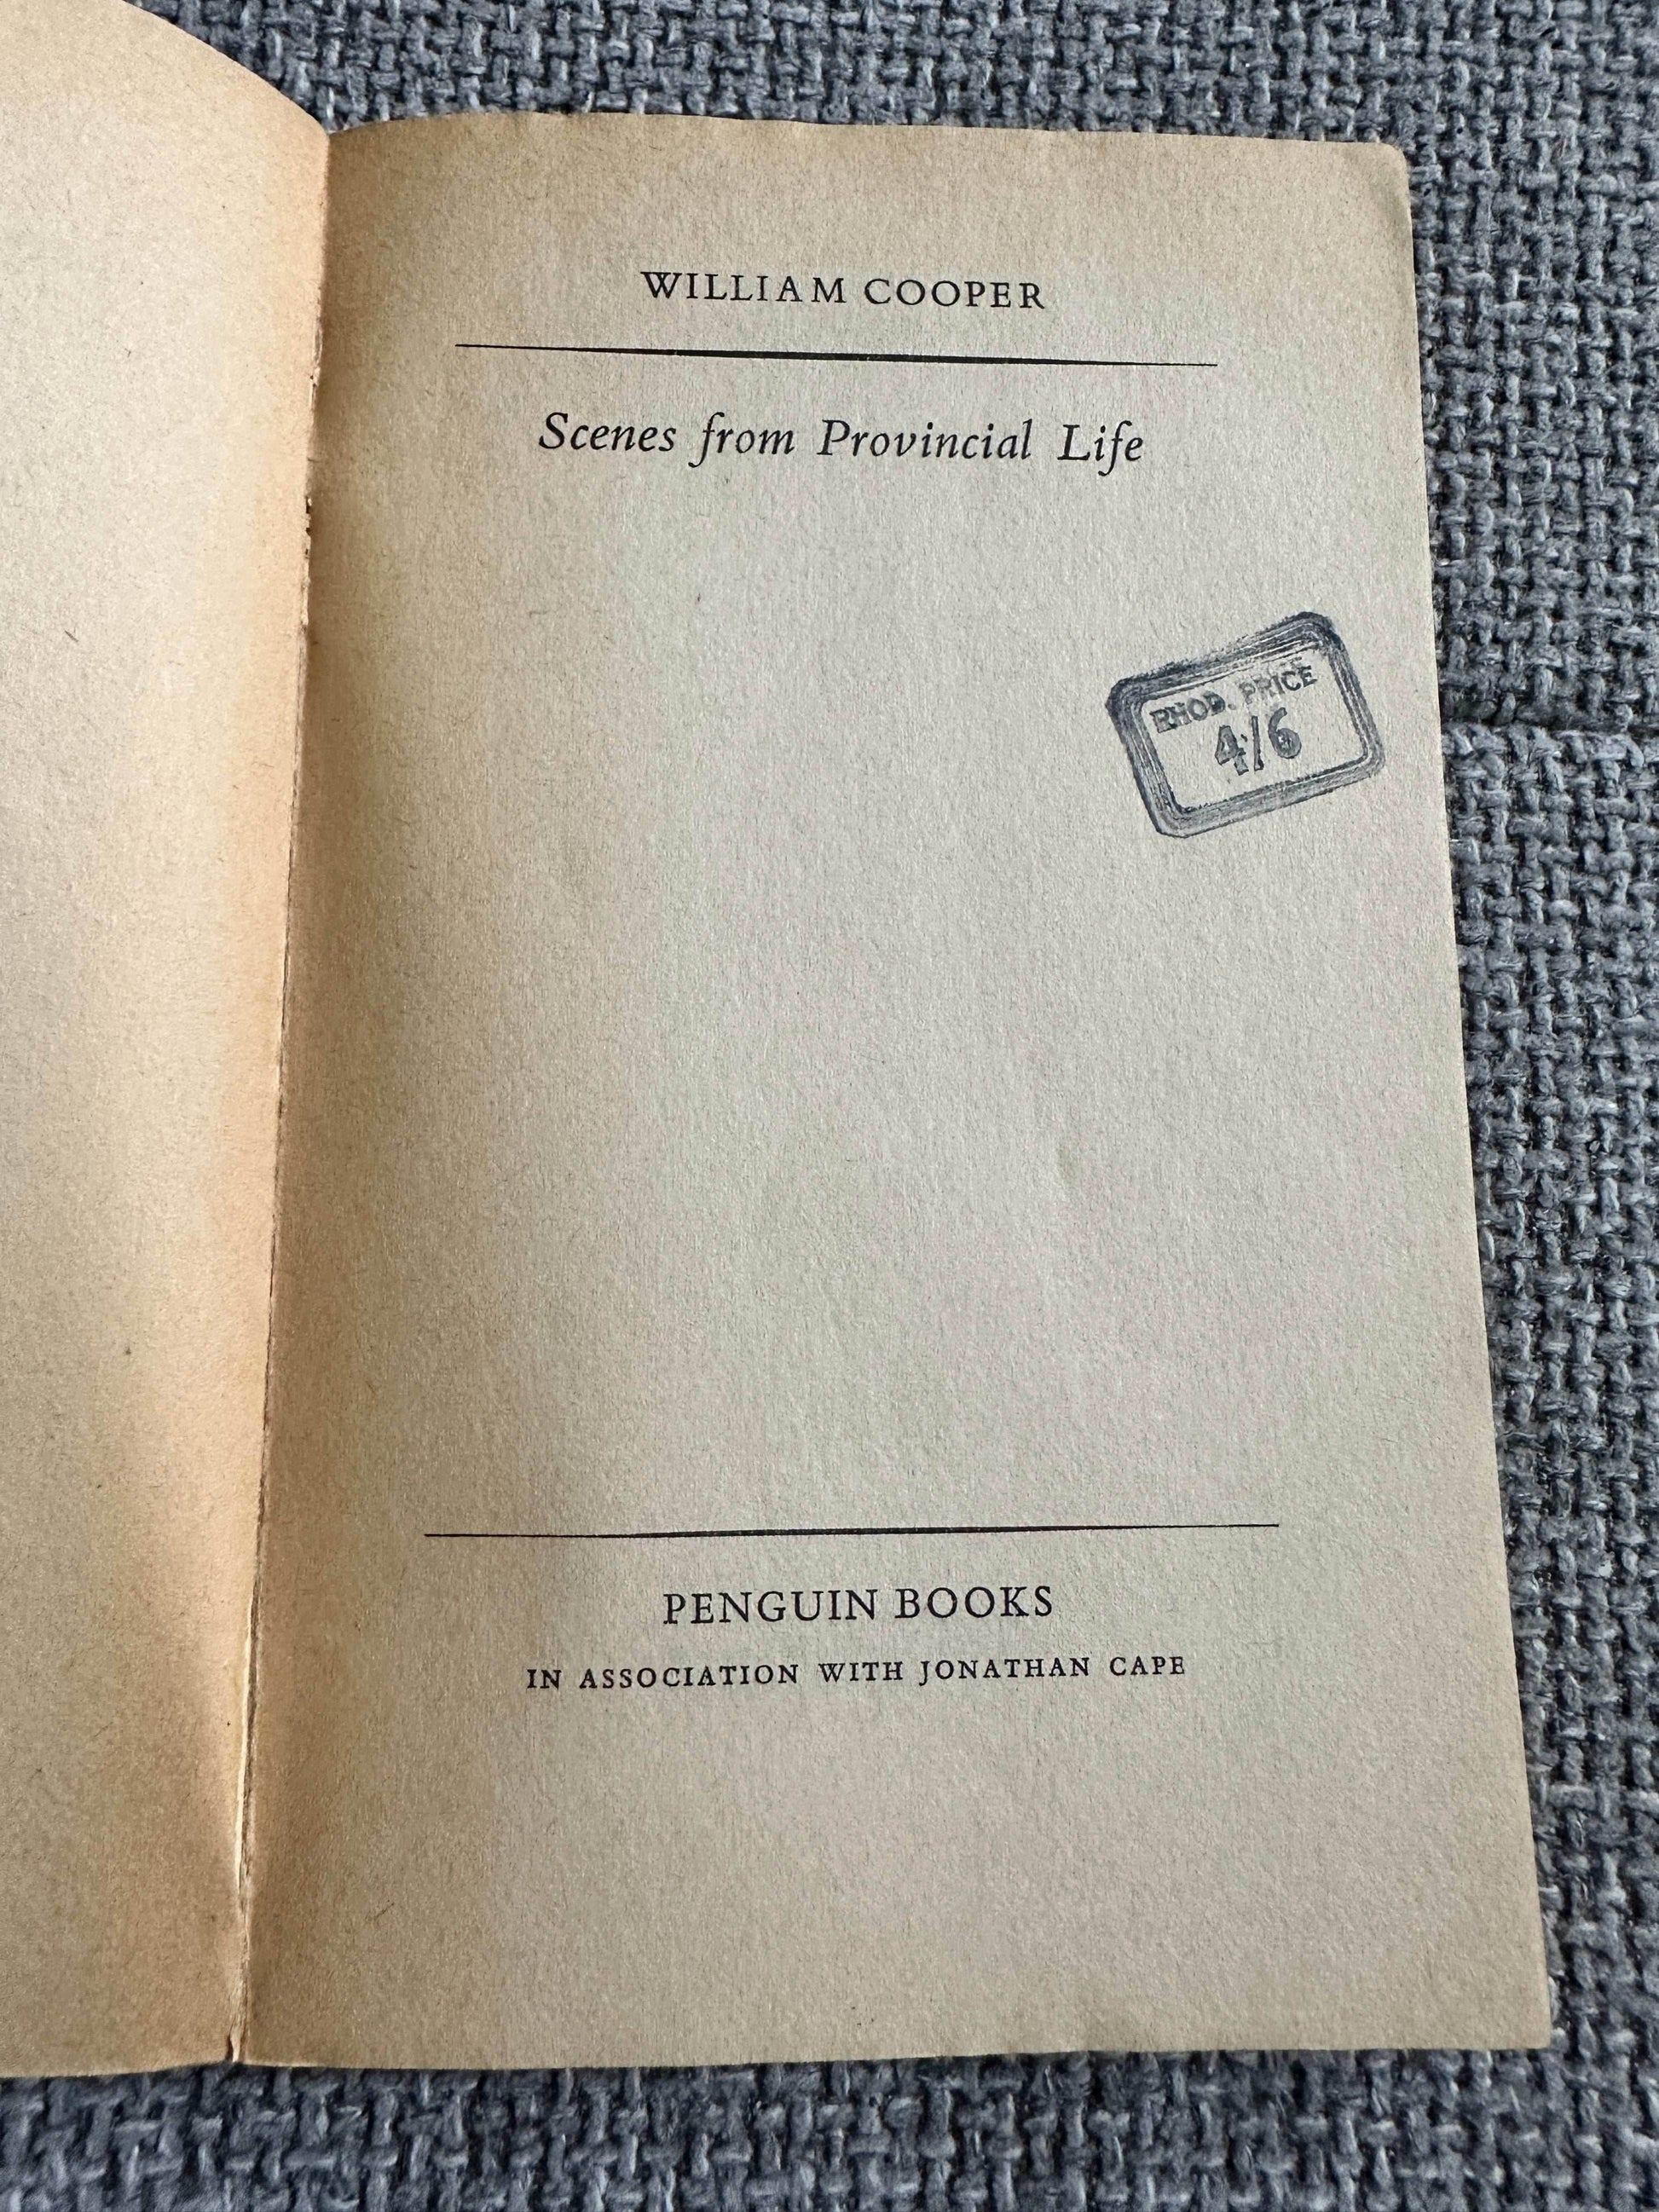 WILLIAM COOPER
Scenes from Provincial Life
RHOD. PRICE
4/6
PENGUIN BOOKS
IN ASSOCIATION WITH JONATHAN CAPE